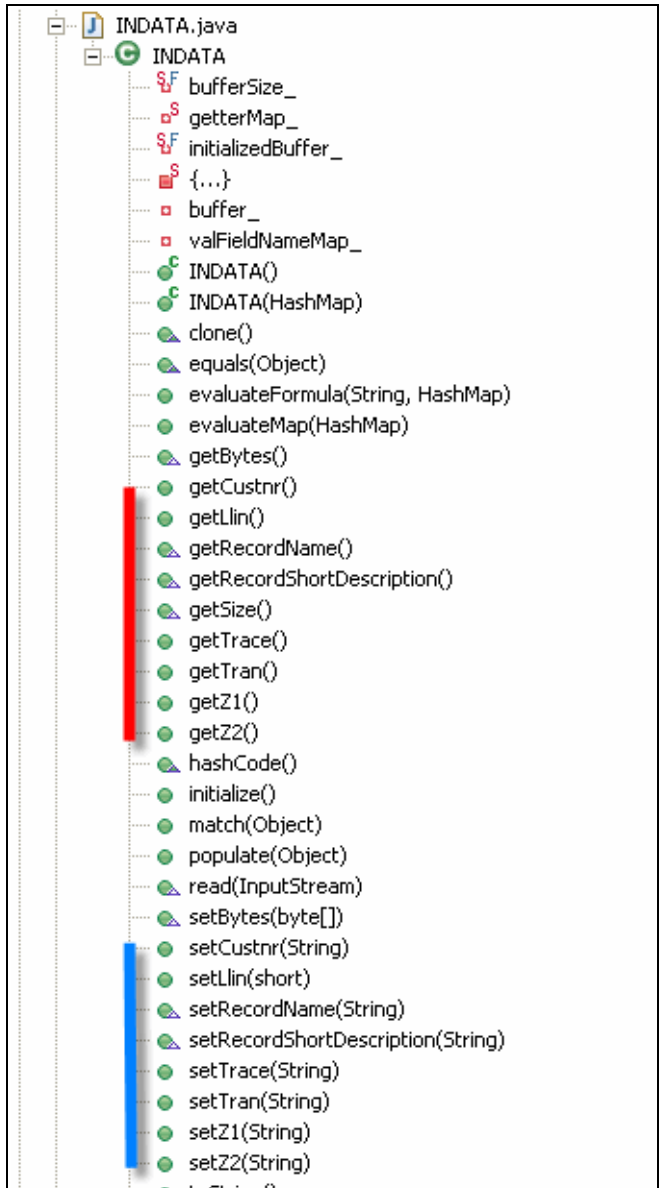 INDATA.java
INDATA
bufferSize_
getterMap_
initializedBuffer_
{...}
buffer_
valFieldNameMap_
INDATA()
INDATA(HashMap)
clone()
equals(Object)
evaluateFormula(String, HashMap)
evaluateMap(HashMap)
getBytes()
getCustnr()
getLlin()
getRecordName()
getRecordShortDescription()
getSize()
getTrace()
getTran()
getZ1()
getZ2()
hashCode()
initialize()
match(Object)
populate(Object)
read(InputStream)
setBytes(byte[])
setCustnr(String)
setLlin(short)
setRecordName(String)
setRecordShortDescription(String)
setTrace(String)
setTran(String)
setZ1(String)
setZ2(String)